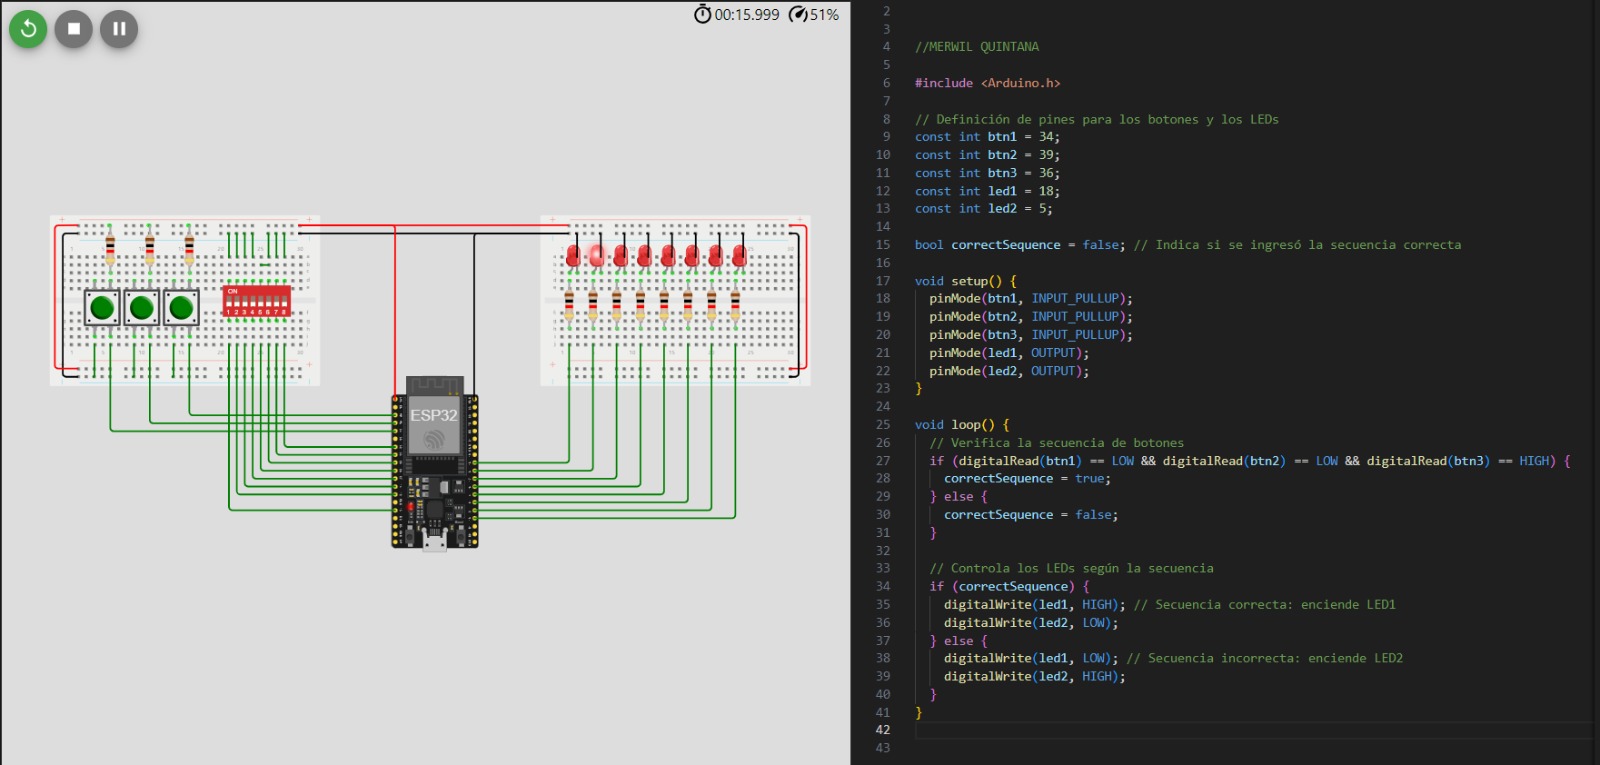 00:15.999 51%
ON
1 2 3 4 5 6 7 8
ESP32
2
3
4 //MERWIL QUINTANA
5
6 #include <Arduino.h>
7
8 // Definición de pines para los botones y los LEDs
9 const int btn1 = 34;
10 const int btn2 = 39;
11 const int btn3 = 36;
12 const int led1 = 18;
13 const int led2 = 5;
14
15 bool correctSequence = false; // Indica si se ingresó la secuencia correcta
16
17 void setup() {
18 pinMode(btn1, INPUT_PULLUP);
19 pinMode(btn2, INPUT_PULLUP);
20 pinMode(btn3, INPUT_PULLUP);
21 pinMode(led1, OUTPUT);
22 pinMode(led2, OUTPUT);
23 }
24
25 void loop() {
26 // Verifica la secuencia de botones
27 if (digitalRead(btn1) == LOW && digitalRead(btn2) == LOW && digitalRead(btn3) == HIGH) {
28 correctSequence = true;
29 } else {
30 correctSequence = false;
31 }
32
33 // Controla los LEDs según la secuencia
34 if (correctSequence) {
35 digitalWrite(led1, HIGH); // Secuencia correcta: enciende LED1
36 digitalWrite(led2, LOW);
37 } else {
38 digitalWrite(led1, LOW); // Secuencia incorrecta: enciende LED2
39 digitalWrite(led2, HIGH);
40 }
41 }
42
43